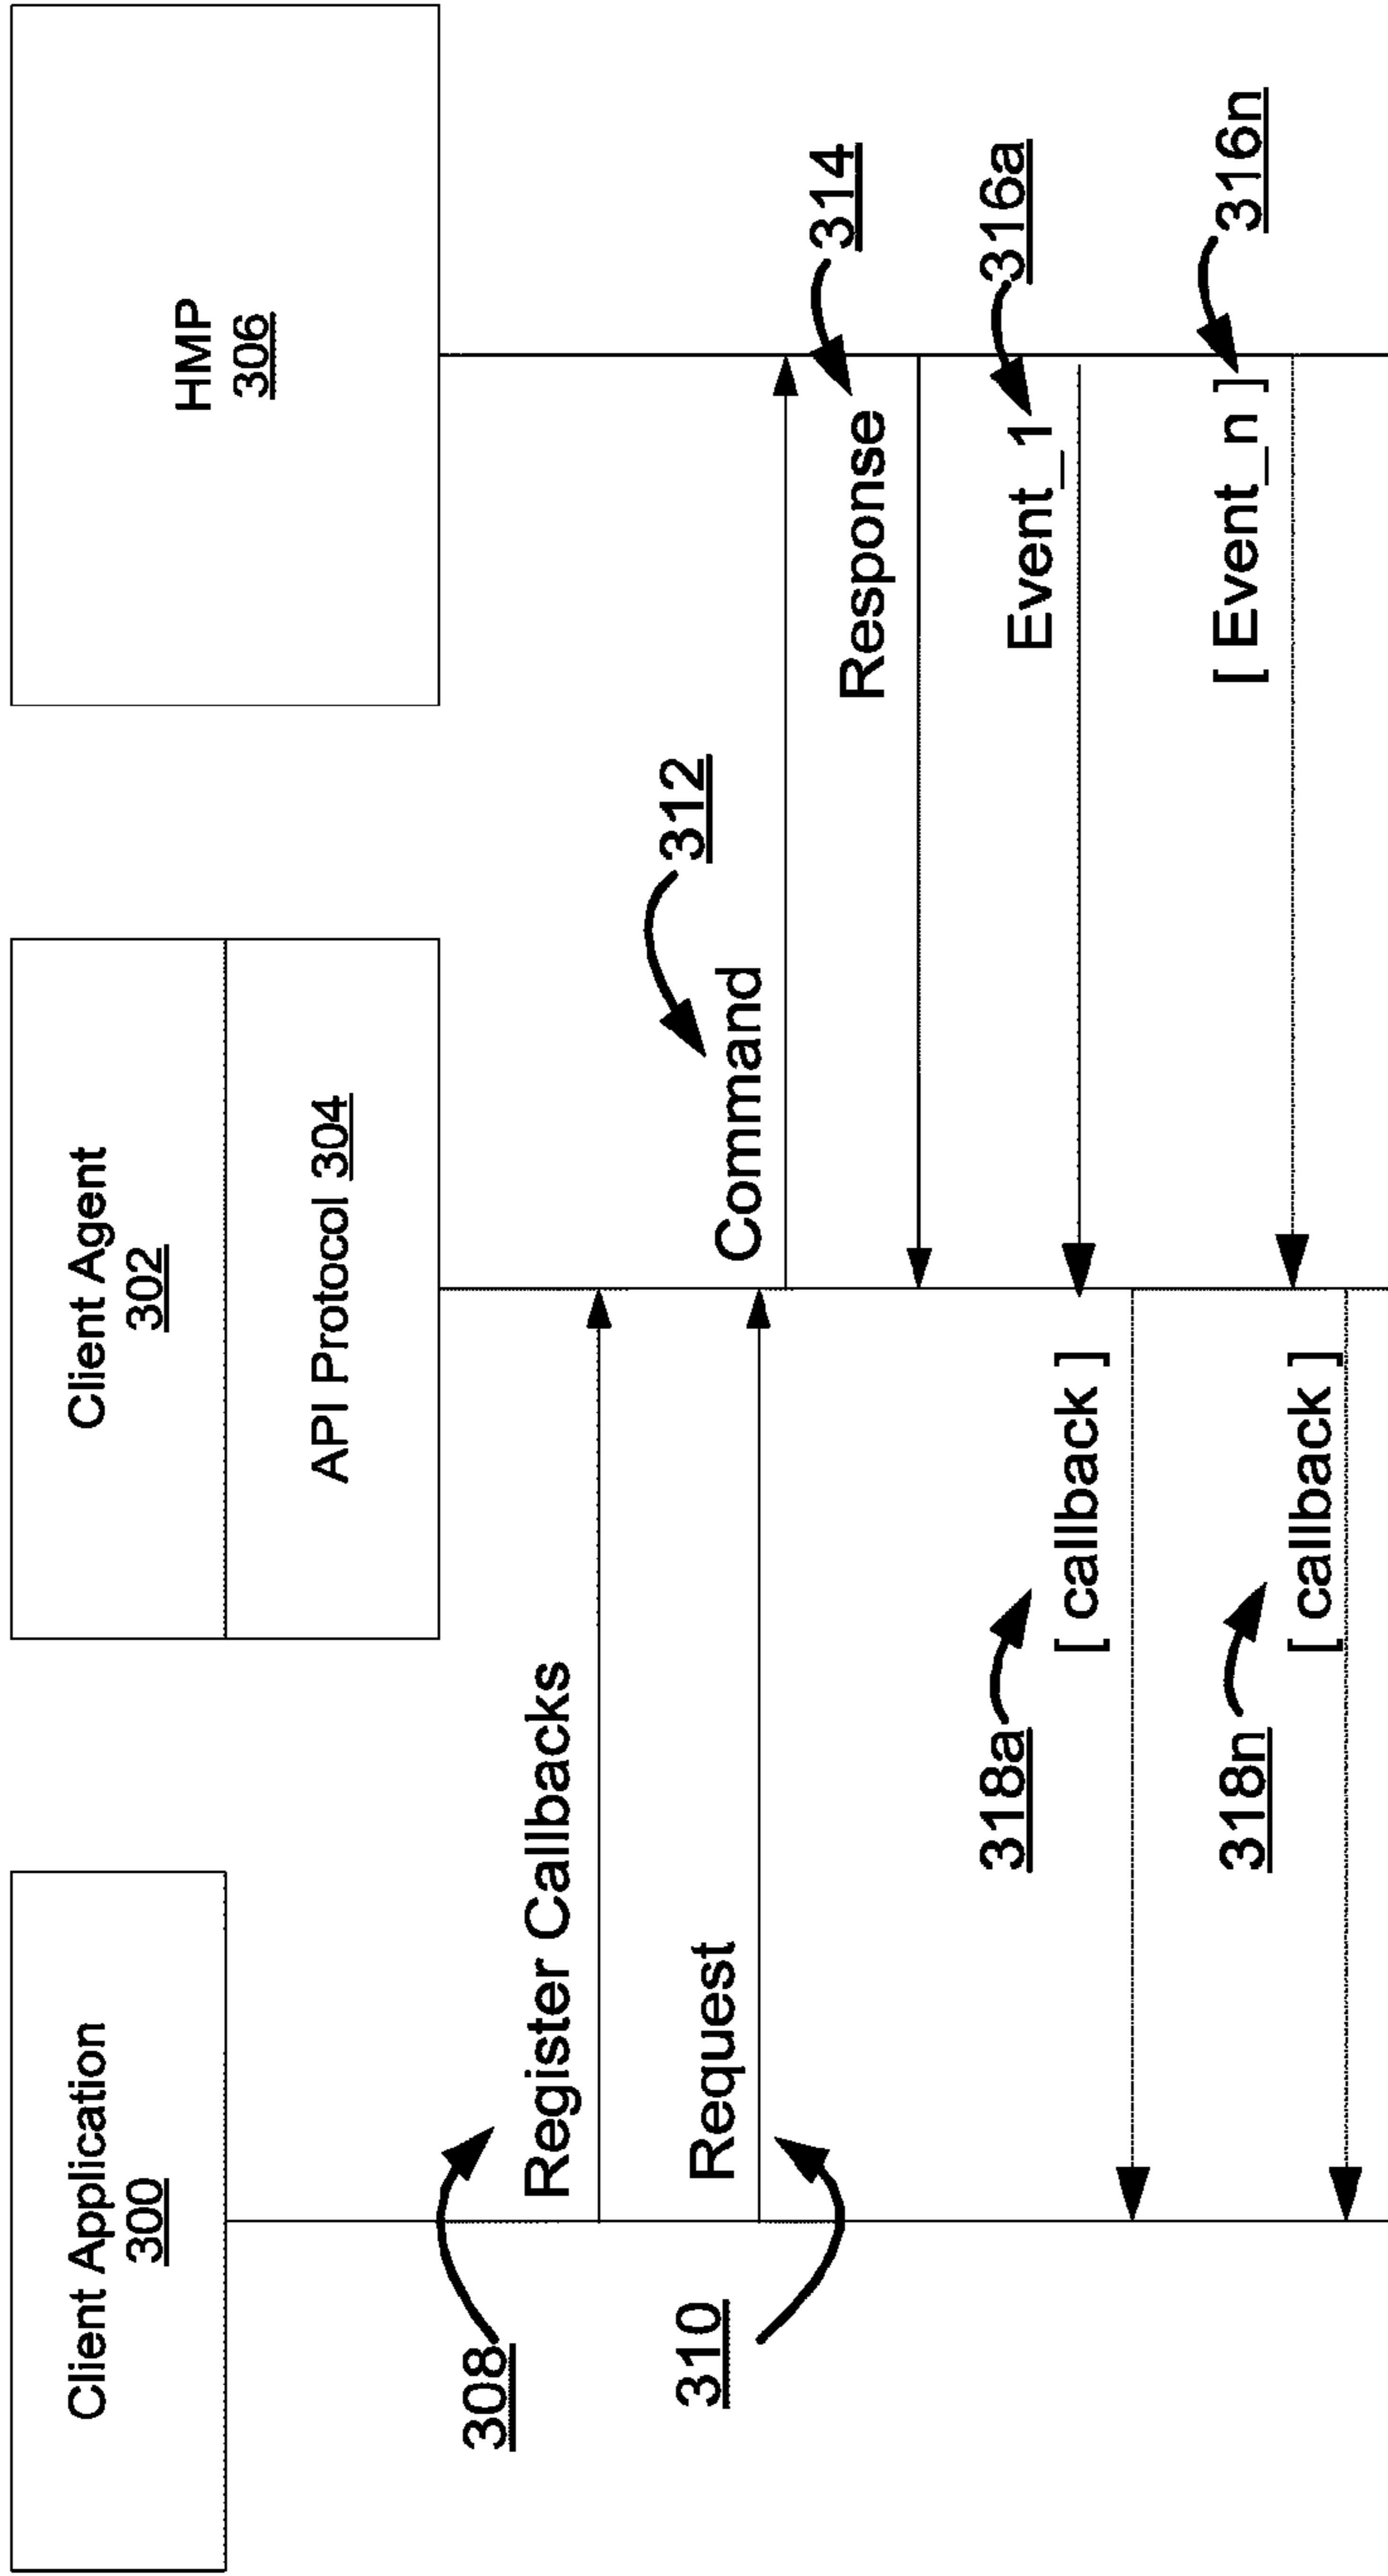 Client Application
300
Client Agent
302
API Protocol 304
HMP
306
308
Register Callbacks
310
Request
312
Command
314
Response
316a
Event_1
318a
[ callback ]
316n
[ Event_n ]
318n
[ callback ]